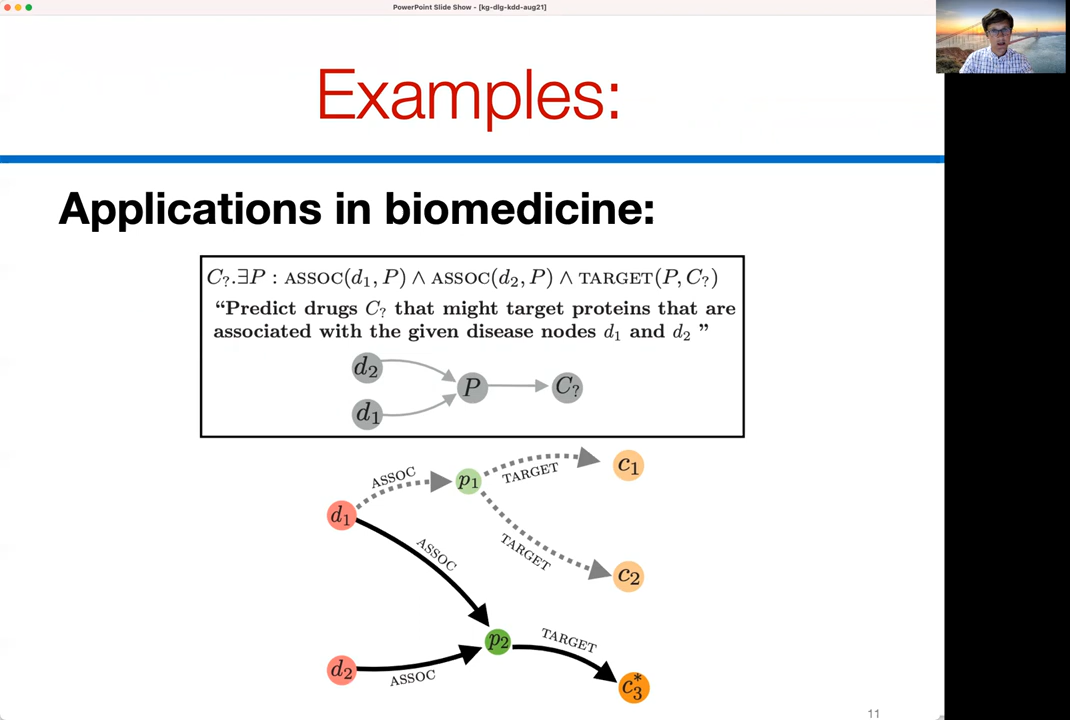 PowerPoint Slide Show - [kg-dlg-kdd-aug21]
Examples:
Applications in biomedicine:
C?.∃P : ASSOC(d₁, P) ∧ ASSOC(d₂, P) ∧ TARGET(P, C?)
“Predict drugs C? that might target proteins that are
associated with the given disease nodes d₁ and d₂ ”
d₂
P
C?
d₁
c₁
ASSOC
p₁
TARGET
d₁
ASSOC
TARGET
c₂
p₂
TARGET
d₂
ASSOC
c₃*
11